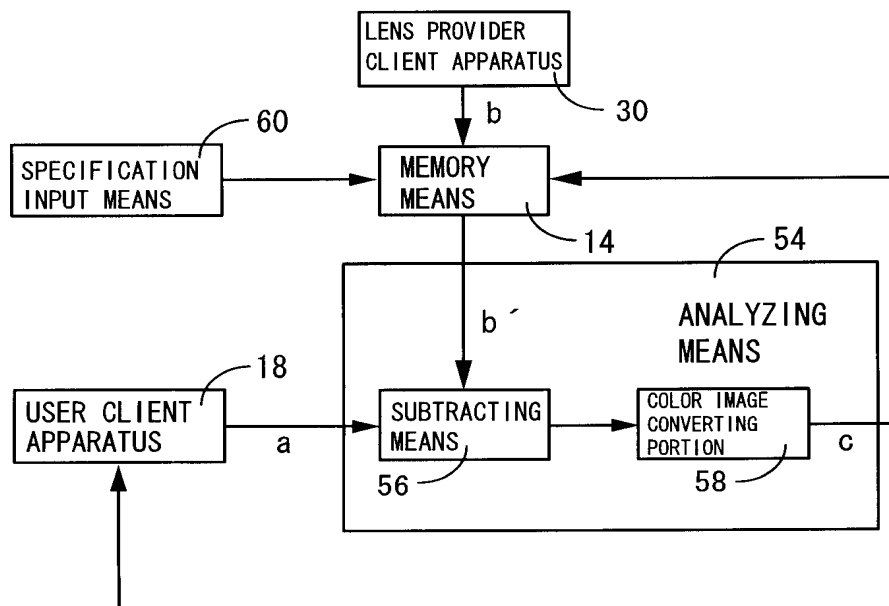 LENS PROVIDER
CLIENT APPARATUS
30
b
60
SPECIFICATION
INPUT MEANS
MEMORY
MEANS
14
54
b´
ANALYZING
MEANS
18
USER CLIENT
APPARATUS
a
SUBTRACTING
MEANS
56
COLOR IMAGE
CONVERTING
PORTION
58
c